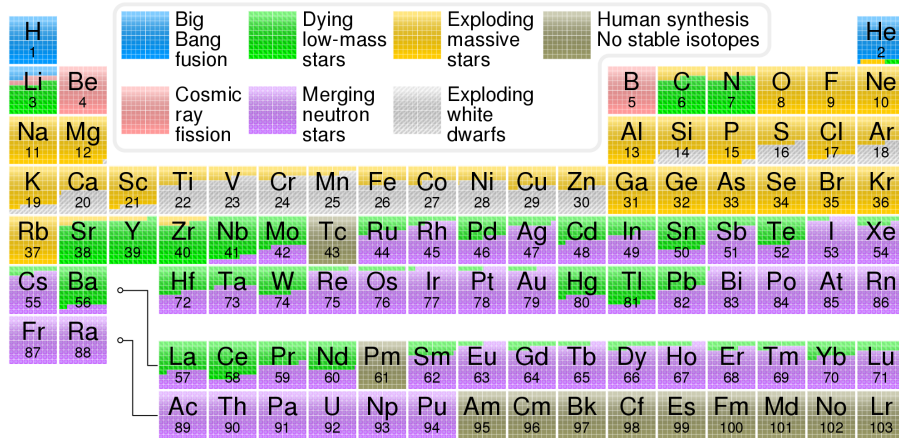 H
1
Big
Bang
fusion
Dying
low-mass
stars
Exploding
massive
stars
Human synthesis
No stable isotopes
He
2
Li Be
3 4
Cosmic
ray
fission
Merging
neutron
stars
Exploding
white
dwarfs
B C N O F Ne
5 6 7 8 9 10
Na Mg Al Si P S Cl Ar
11 12 13 14 15 16 17 18
K Ca Sc Ti V Cr Mn Fe Co Ni Cu Zn Ga Ge As Se Br Kr
19 20 21 22 23 24 25 26 27 28 29 30 31 32 33 34 35 36
Rb Sr Y Zr Nb Mo Tc Ru Rh Pd Ag Cd In Sn Sb Te I Xe
37 38 39 40 41 42 43 44 45 46 47 48 49 50 51 52 53 54
Cs Ba Hf Ta W Re Os Ir Pt Au Hg Tl Pb Bi Po At Rn
55 56 72 73 74 75 76 77 78 79 80 81 82 83 84 85 86
Fr Ra
87 88
La Ce Pr Nd Pm Sm Eu Gd Tb Dy Ho Er Tm Yb Lu
57 58 59 60 61 62 63 64 65 66 67 68 69 70 71
Ac Th Pa U Np Pu Am Cm Bk Cf Es Fm Md No Lr
89 90 91 92 93 94 95 96 97 98 99 100 101 102 103